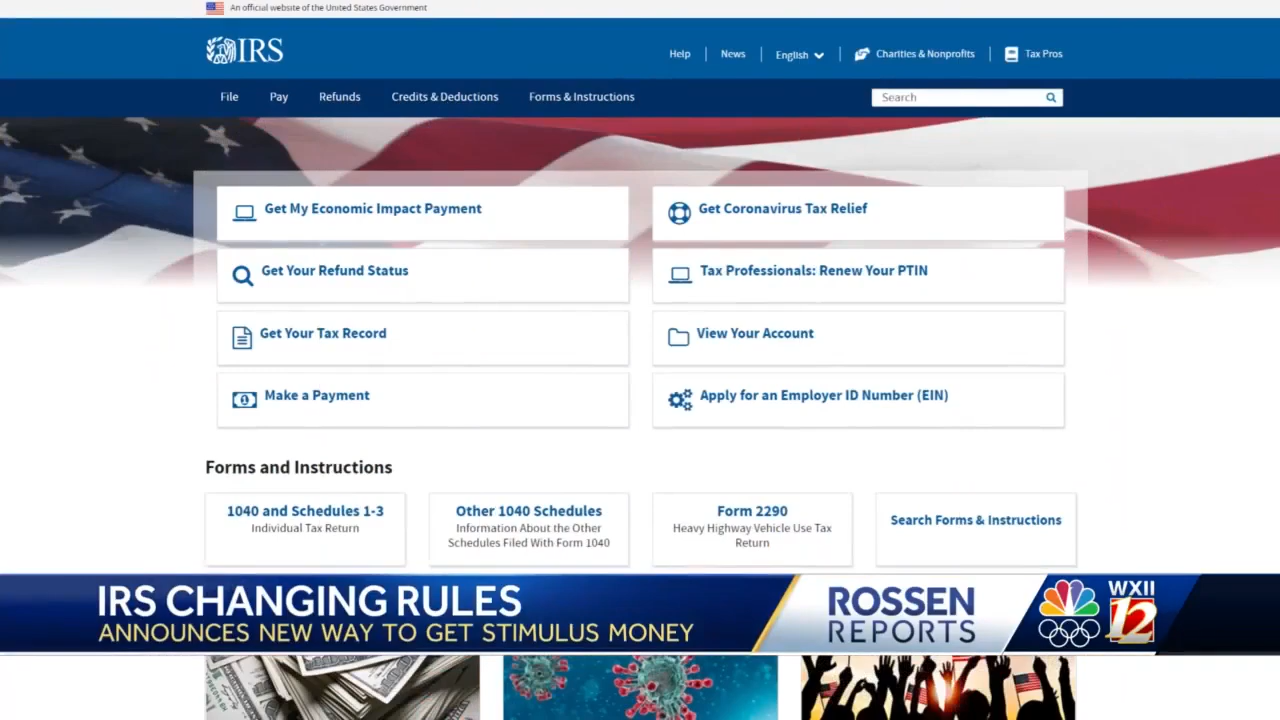 An official website of the United States Government
IRS
Help
News
English
Charities & Nonprofits
Tax Pros
File
Pay
Refunds
Credits & Deductions
Forms & Instructions
Search
Get My Economic Impact Payment
Get Coronavirus Tax Relief
Get Your Refund Status
Tax Professionals: Renew Your PTIN
Get Your Tax Record
View Your Account
Make a Payment
Apply for an Employer ID Number (EIN)
Forms and Instructions
1040 and Schedules 1-3
Individual Tax Return
Other 1040 Schedules
Information About the Other
Schedules Filed With Form 1040
Form 2290
Heavy Highway Vehicle Use Tax
Return
Search Forms & Instructions
IRS CHANGING RULES
ANNOUNCES NEW WAY TO GET STIMULUS MONEY
ROSSEN
REPORTS
WXII
12